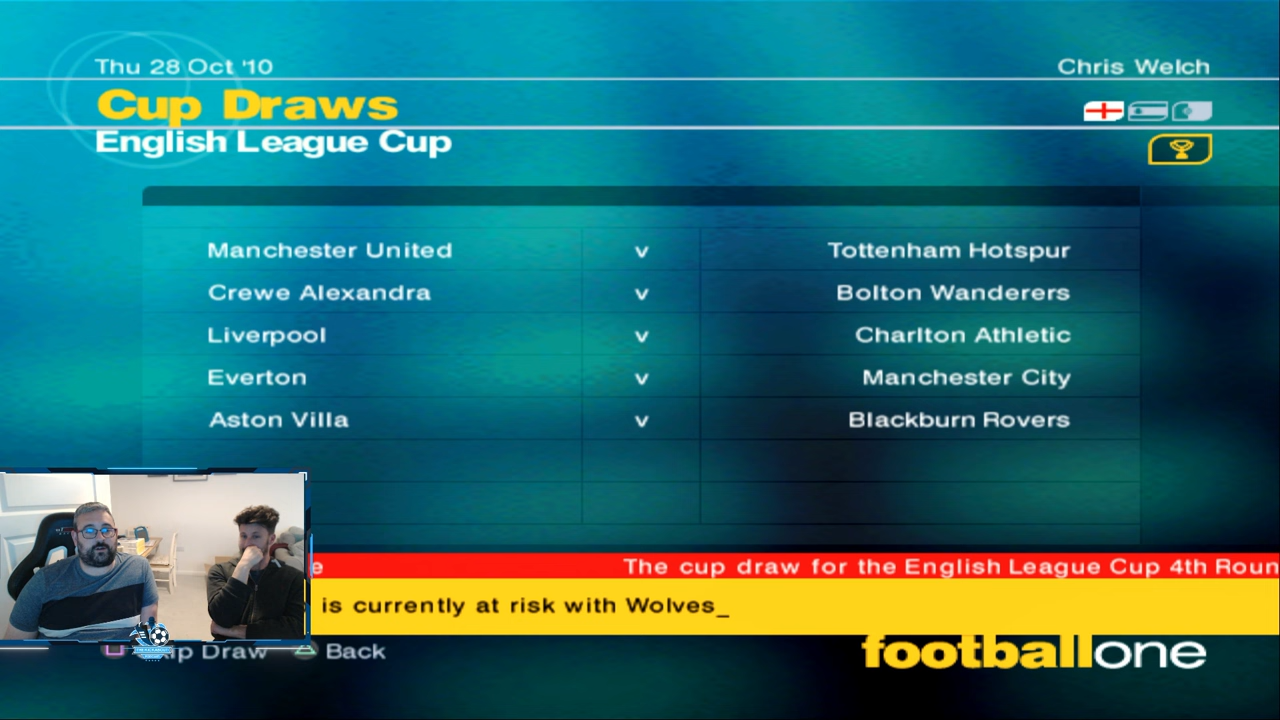 Thu 28 Oct '10
Chris Welch
Cup Draws
English League Cup
Manchester United v Tottenham Hotspur
Crewe Alexandra v Bolton Wanderers
Liverpool v Charlton Athletic
Everton v Manchester City
Aston Villa v Blackburn Rovers
The cup draw for the English League Cup 4th Roun
is currently at risk with Wolves_
Draw
Back
footballone